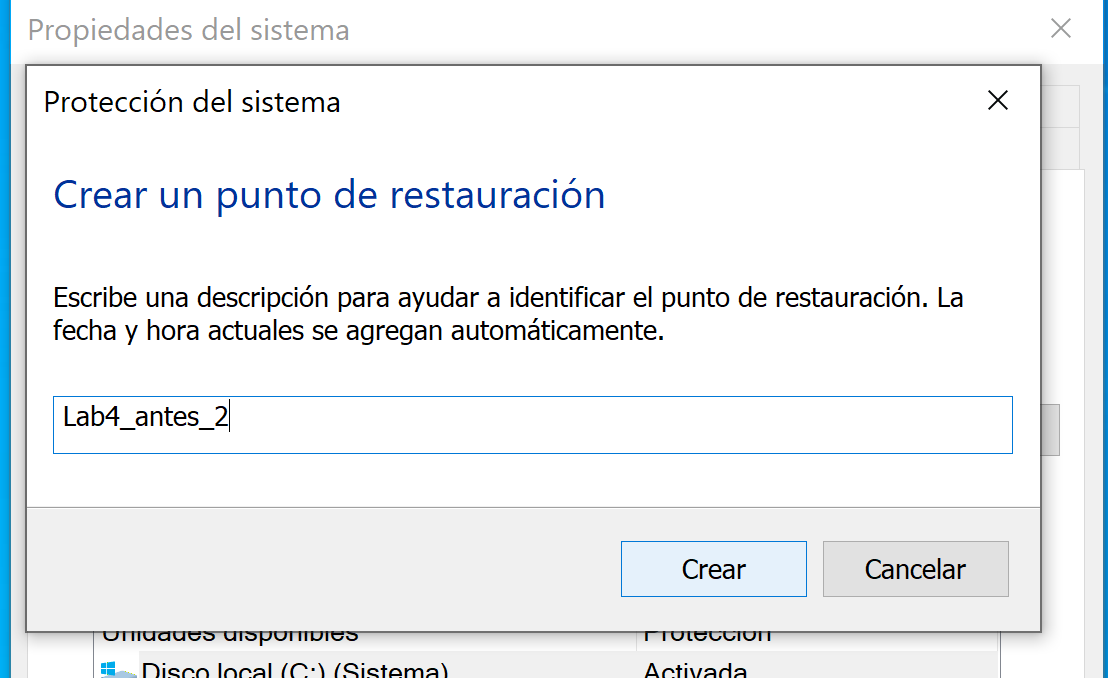 Propiedades del sistema
Protección del sistema
Crear un punto de restauración
Escribe una descripción para ayudar a identificar el punto de restauración. La
fecha y hora actuales se agregan automáticamente.
Lab4_antes_2
Crear Cancelar
Unidades disponibles Protección
Disco local (C:) (Sistema) Activada